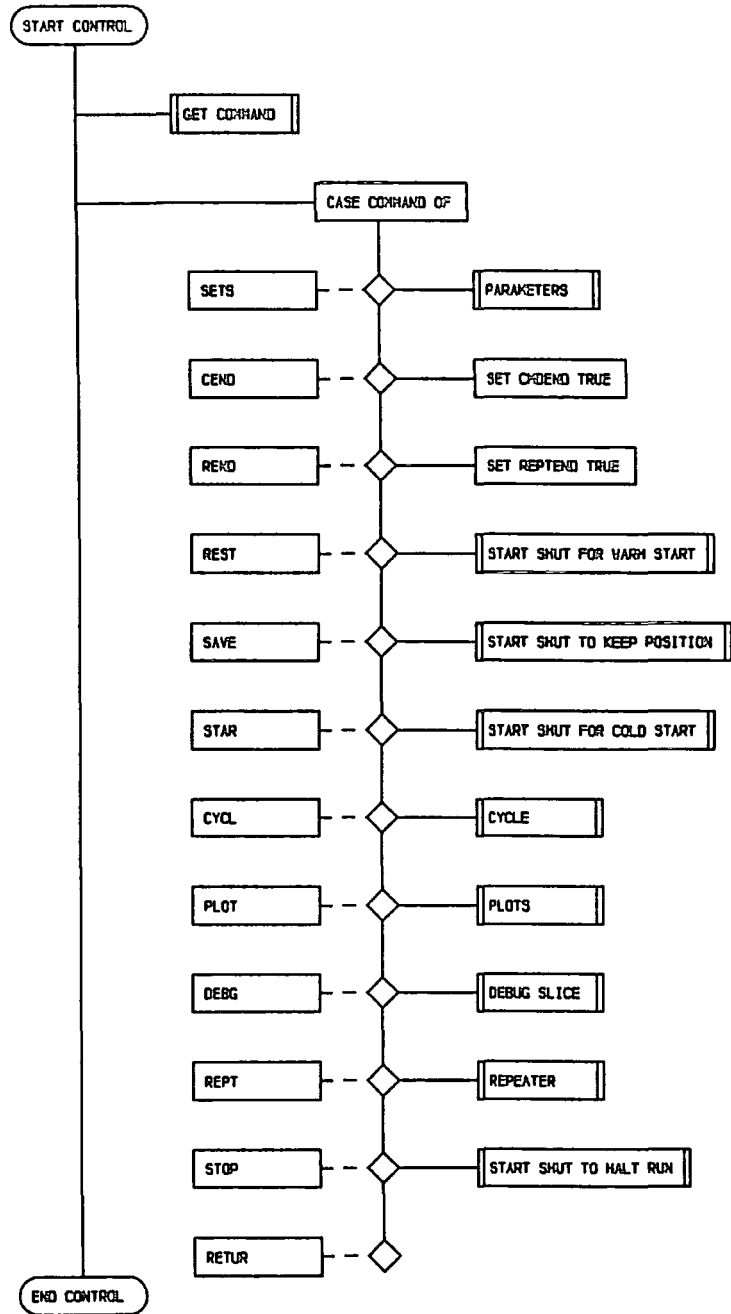 START CONTROL
GET COMMAND
CASE COMMAND OF
SETS
PARAMETERS
CEND
SET CMDEND TRUE
REND
SET REPTEND TRUE
REST
START SHUT FOR WARM START
SAVE
START SHUT TO KEEP POSITION
STAR
START SHUT FOR COLD START
CYCL
CYCLE
PLOT
PLOTS
DEBG
DEBUG SLICE
REPT
REPEATER
STOP
START SHUT TO HALT RUN
RETUR
END CONTROL